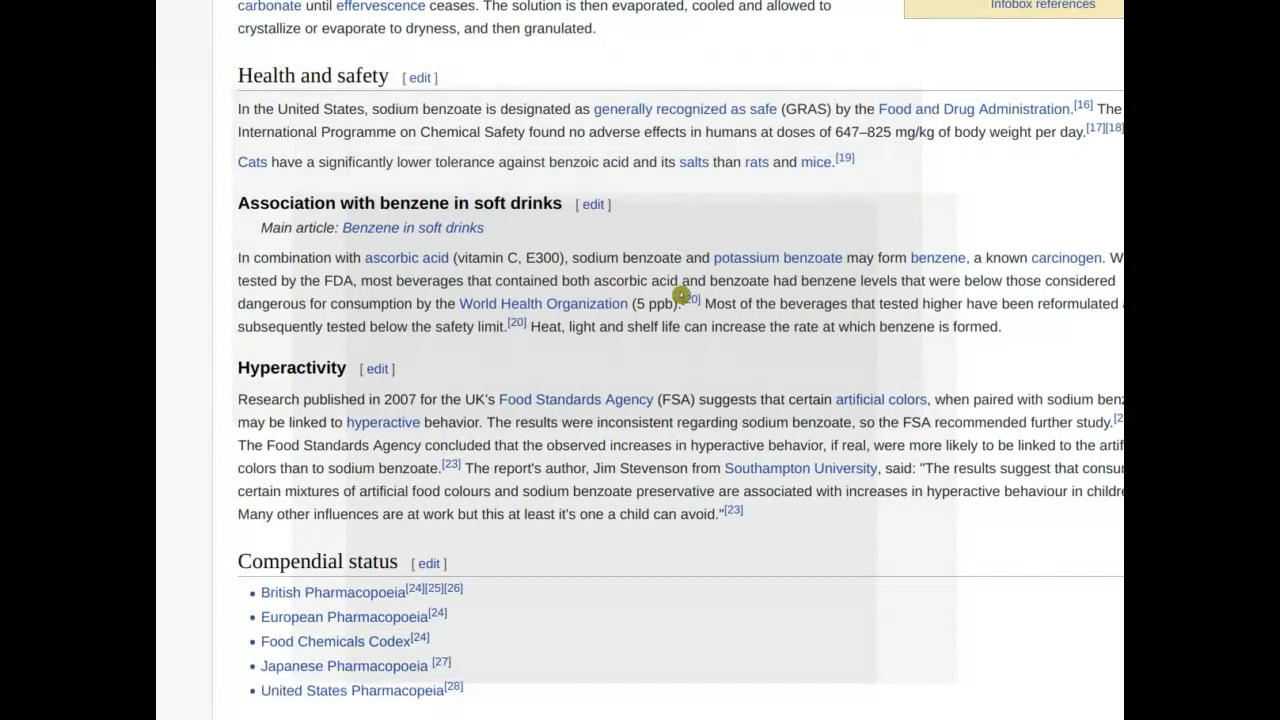 carbonate until effervescence ceases. The solution is then evaporated, cooled and allowed to
Infobox references
crystallize or evaporate to dryness, and then granulated.
Health and safety [ edit ]
In the United States, sodium benzoate is designated as generally recognized as safe (GRAS) by the Food and Drug Administration.[16] The
International Programme on Chemical Safety found no adverse effects in humans at doses of 647–825 mg/kg of body weight per day.[17][18]
Cats have a significantly lower tolerance against benzoic acid and its salts than rats and mice.[19]
Association with benzene in soft drinks [ edit ]
Main article: Benzene in soft drinks
In combination with ascorbic acid (vitamin C, E300), sodium benzoate and potassium benzoate may form benzene, a known carcinogen. W
tested by the FDA, most beverages that contained both ascorbic acid and benzoate had benzene levels that were below those considered
dangerous for consumption by the World Health Organization (5 ppb). Most of the beverages that tested higher have been reformulated
subsequently tested below the safety limit.[20] Heat, light and shelf life can increase the rate at which benzene is formed.
Hyperactivity [ edit ]
Research published in 2007 for the UK's Food Standards Agency (FSA) suggests that certain artificial colors, when paired with sodium ben
may be linked to hyperactive behavior. The results were inconsistent regarding sodium benzoate, so the FSA recommended further study.[2
The Food Standards Agency concluded that the observed increases in hyperactive behavior, if real, were more likely to be linked to the artif
colors than to sodium benzoate.[23] The report's author, Jim Stevenson from Southampton University, said: "The results suggest that consu
certain mixtures of artificial food colours and sodium benzoate preservative are associated with increases in hyperactive behaviour in childre
Many other influences are at work but this at least it's one a child can avoid."[23]
Compendial status [ edit ]
• British Pharmacopoeia[24][25][26]
• European Pharmacopoeia[24]
• Food Chemicals Codex[24]
• Japanese Pharmacopoeia [27]
• United States Pharmacopeia[28]